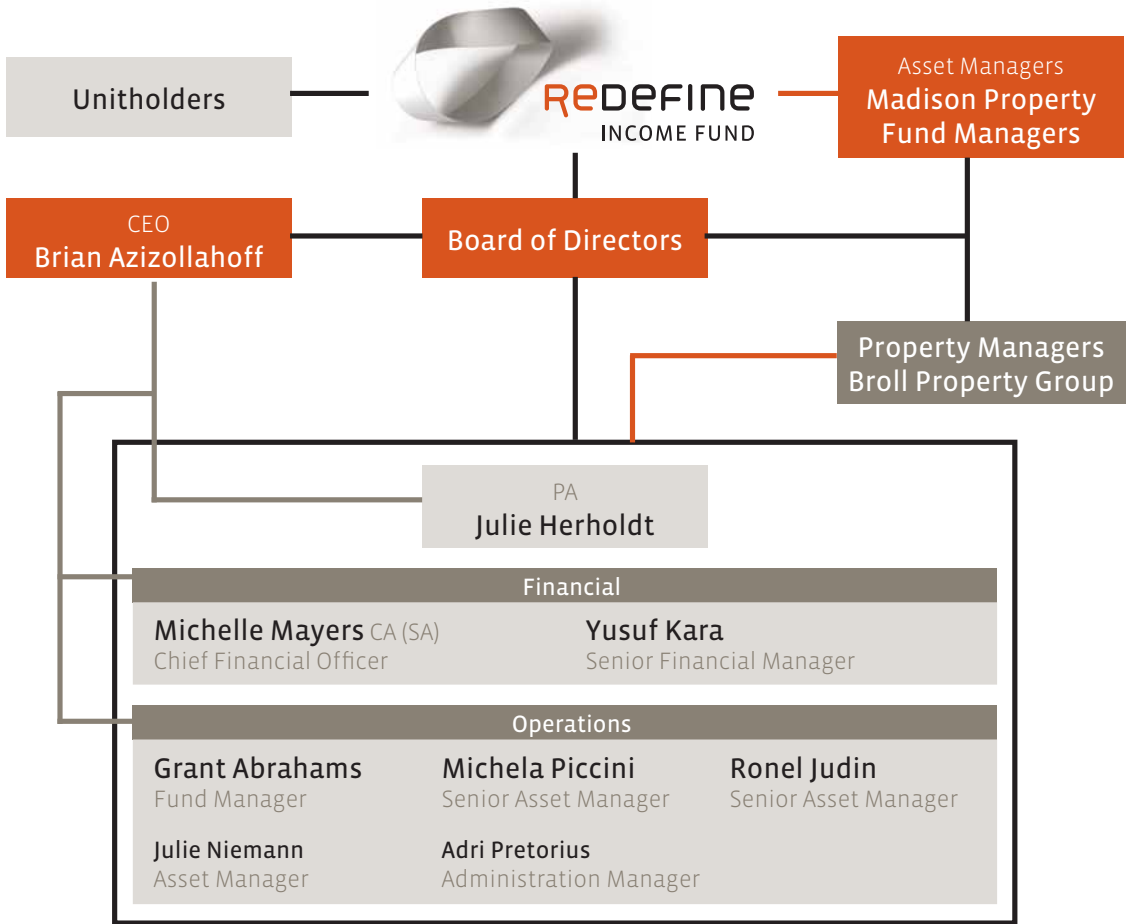 Unitholders
REDEFINE
INCOME FUND
Asset Managers
Madison Property
Fund Managers
CEO
Brian Azizollahoff
Board of Directors
Property Managers
Broll Property Group
PA
Julie Herholdt
Financial
Michelle Mayers CA (SA)
Chief Financial Officer
Yusuf Kara
Senior Financial Manager
Operations
Grant Abrahams
Fund Manager
Michela Piccini
Senior Asset Manager
Ronel Judin
Senior Asset Manager
Julie Niemann
Asset Manager
Adri Pretorius
Administration Manager